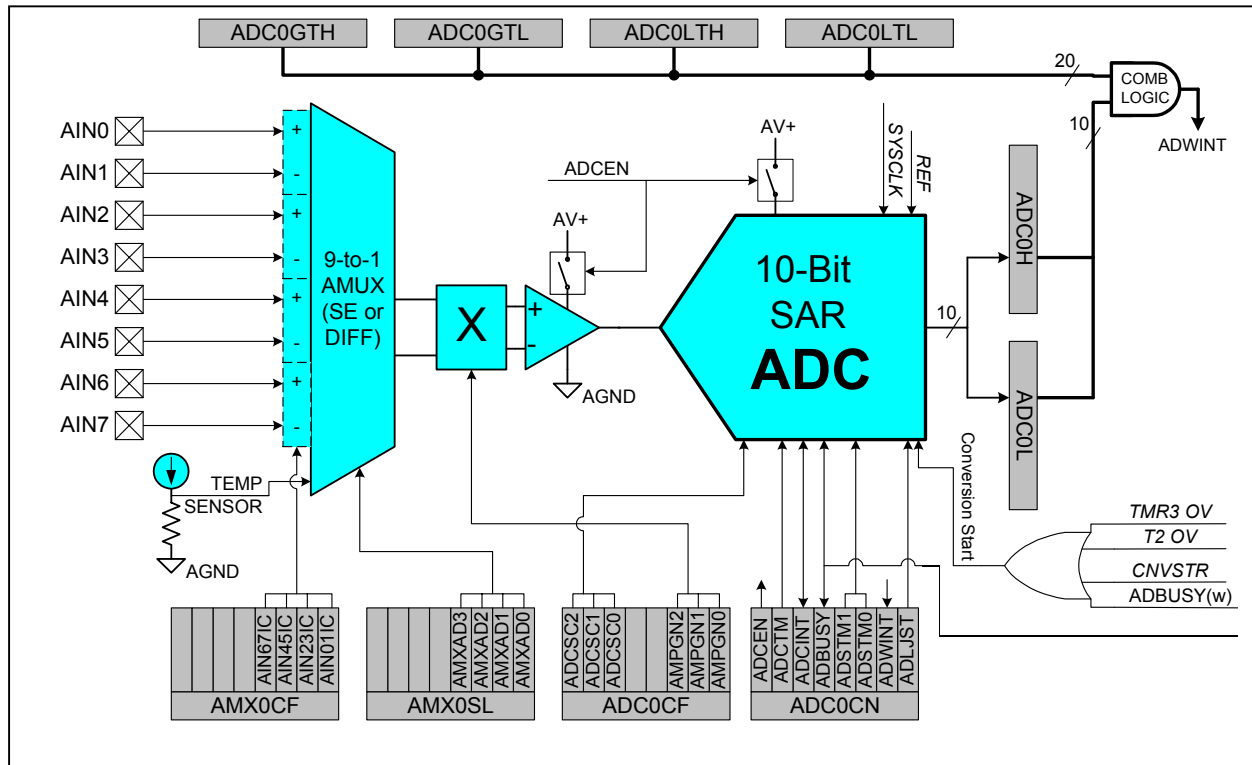 ADC0GTH
ADC0GTL
ADC0LTH
ADC0LTL
20
COMB
LOGIC
10
ADWINT
AIN0
AIN1
AIN2
AIN3
AIN4
AIN5
AIN6
AIN7
+
-
+
-
+
-
+
-
9-to-1
AMUX
(SE or
DIFF)
X
+
-
AV+
AGND
ADCEN
AV+
SYSCLK
REF
10-Bit
SAR
ADC
10
ADC0H
ADC0L
TEMP
SENSOR
AGND
Conversion Start
TMR3 OV
T2 OV
CNVSTR
ADBUSY(w)
AIN67IC
AIN45IC
AIN23IC
AIN01IC
AMX0CF
AMXAD3
AMXAD2
AMXAD1
AMXAD0
AMX0SL
ADCSC2
ADCSC1
ADCSC0
AMPGN2
AMPGN1
AMPGN0
ADC0CF
ADCEN
ADCTM
ADCINT
ADBUSY
ADSTM1
ADSTM0
ADWINT
ADLJST
ADC0CN